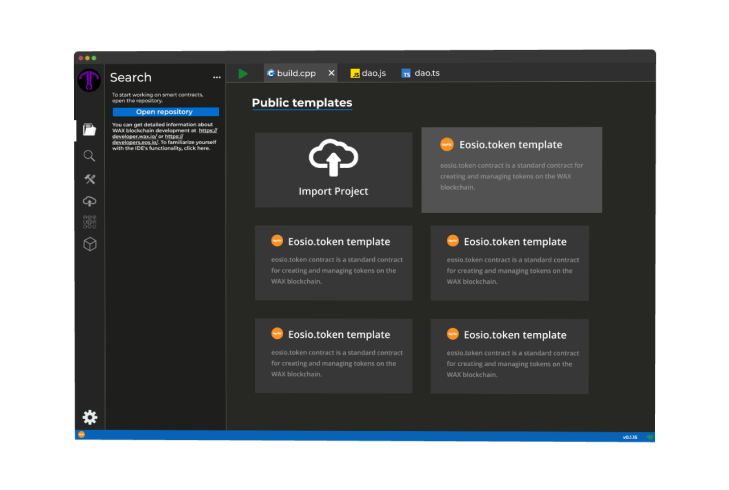 Search
...
To start working on smart contracts,
open the repository.
Open repository
You can get detailed information about
WAX blockchain development at https://
developer.wax.io/ or https://
developers.eos.io/. To familiarize yourself
with the IDE's functionality, click here.
build.cpp
JS dao.js
TS dao.ts
Public templates
Import Project
Eosio.token template
eosio.token contract is a standard contract for
creating and managing tokens on the WAX
blockchain.
Eosio.token template
eosio.token contract is a standard contract
for creating and managing tokens on the
WAX blockchain.
Eosio.token template
eosio.token contract is a standard contract
for creating and managing tokens on the
WAX blockchain.
Eosio.token template
eosio.token contract is a standard contract
for creating and managing tokens on the
WAX blockchain.
Eosio.token template
eosio.token contract is a standard contract
for creating and managing tokens on the
WAX blockchain.